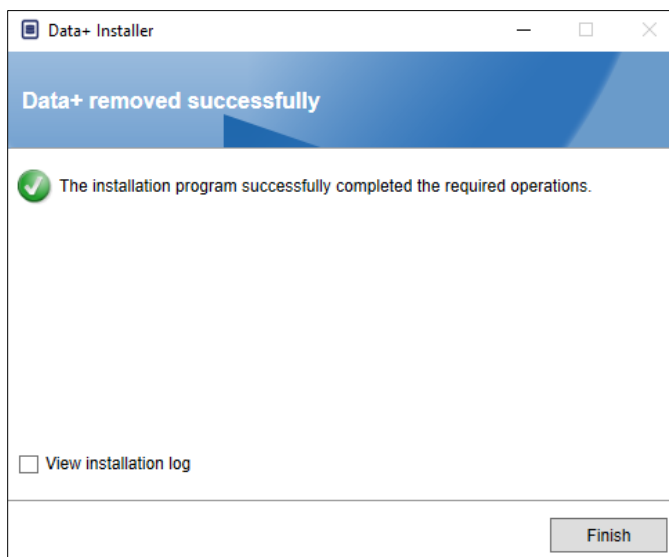 Data+ Installer
Data+ removed successfully
The installation program successfully completed the required operations.
View installation log
Finish